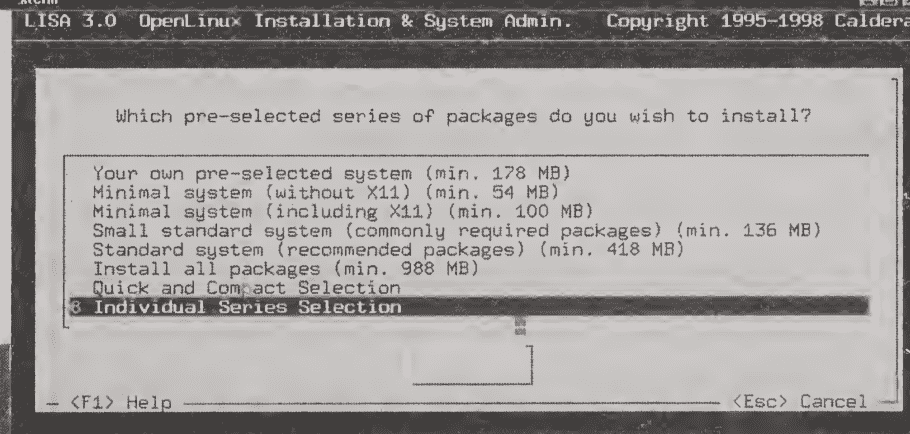 LISA 3.0 OpenLinux Installation & System Admin. Copyright 1995-1998 Caldera
Which pre-selected series of packages do you wish to install?
Your own pre-selected system (min. 178 MB)
Minimal system (without X11) (min. 54 MB)
Minimal system (including X11) (min. 100 MB)
Small standard system (commonly required packages) (min. 136 MB)
Standard system (recommended packages) (min. 418 MB)
Install all packages (min. 988 MB)
Quick and Compact Selection
8 Individual Series Selection
<F1> Help <Esc> Cancel